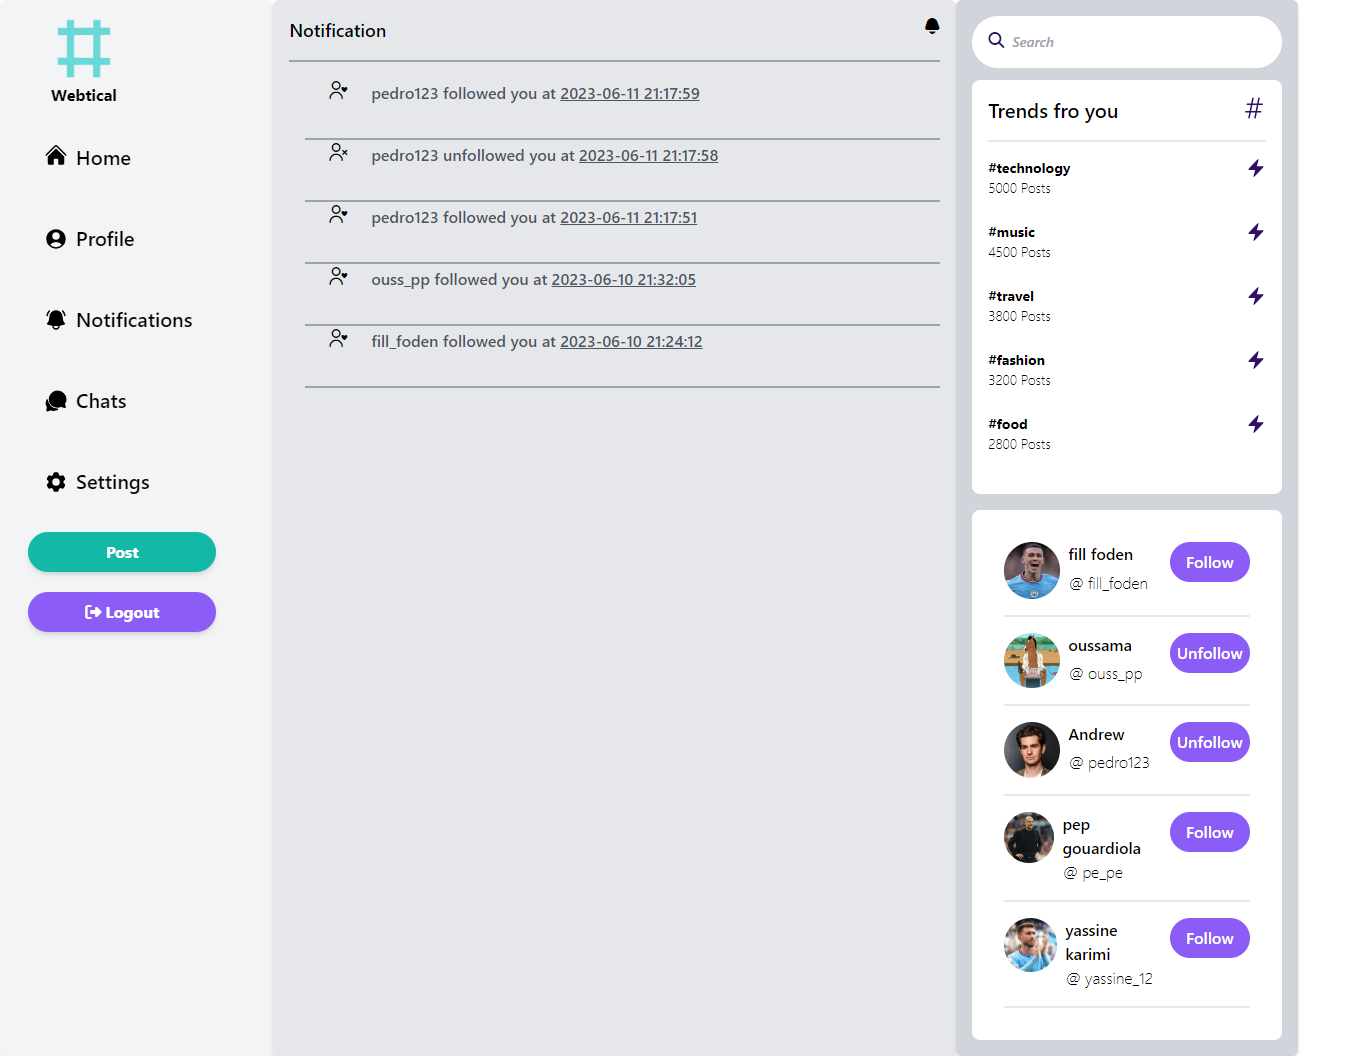 Webtical
Home
Profile
Notifications
Chats
Settings
Post
Logout
Notification
pedro123 followed you at 2023-06-11 21:17:59
pedro123 unfollowed you at 2023-06-11 21:17:58
pedro123 followed you at 2023-06-11 21:17:51
ouss_pp followed you at 2023-06-10 21:32:05
fill_foden followed you at 2023-06-10 21:24:12
Search
Trends fro you #
#technology
5000 Posts
#music
4500 Posts
#travel
3800 Posts
#fashion
3200 Posts
#food
2800 Posts
fill foden
@ fill_foden
Follow
oussama
@ ouss_pp
Unfollow
Andrew
@ pedro123
Unfollow
pep
gouardiola
@ pe_pe
Follow
yassine
karimi
@ yassine_12
Follow